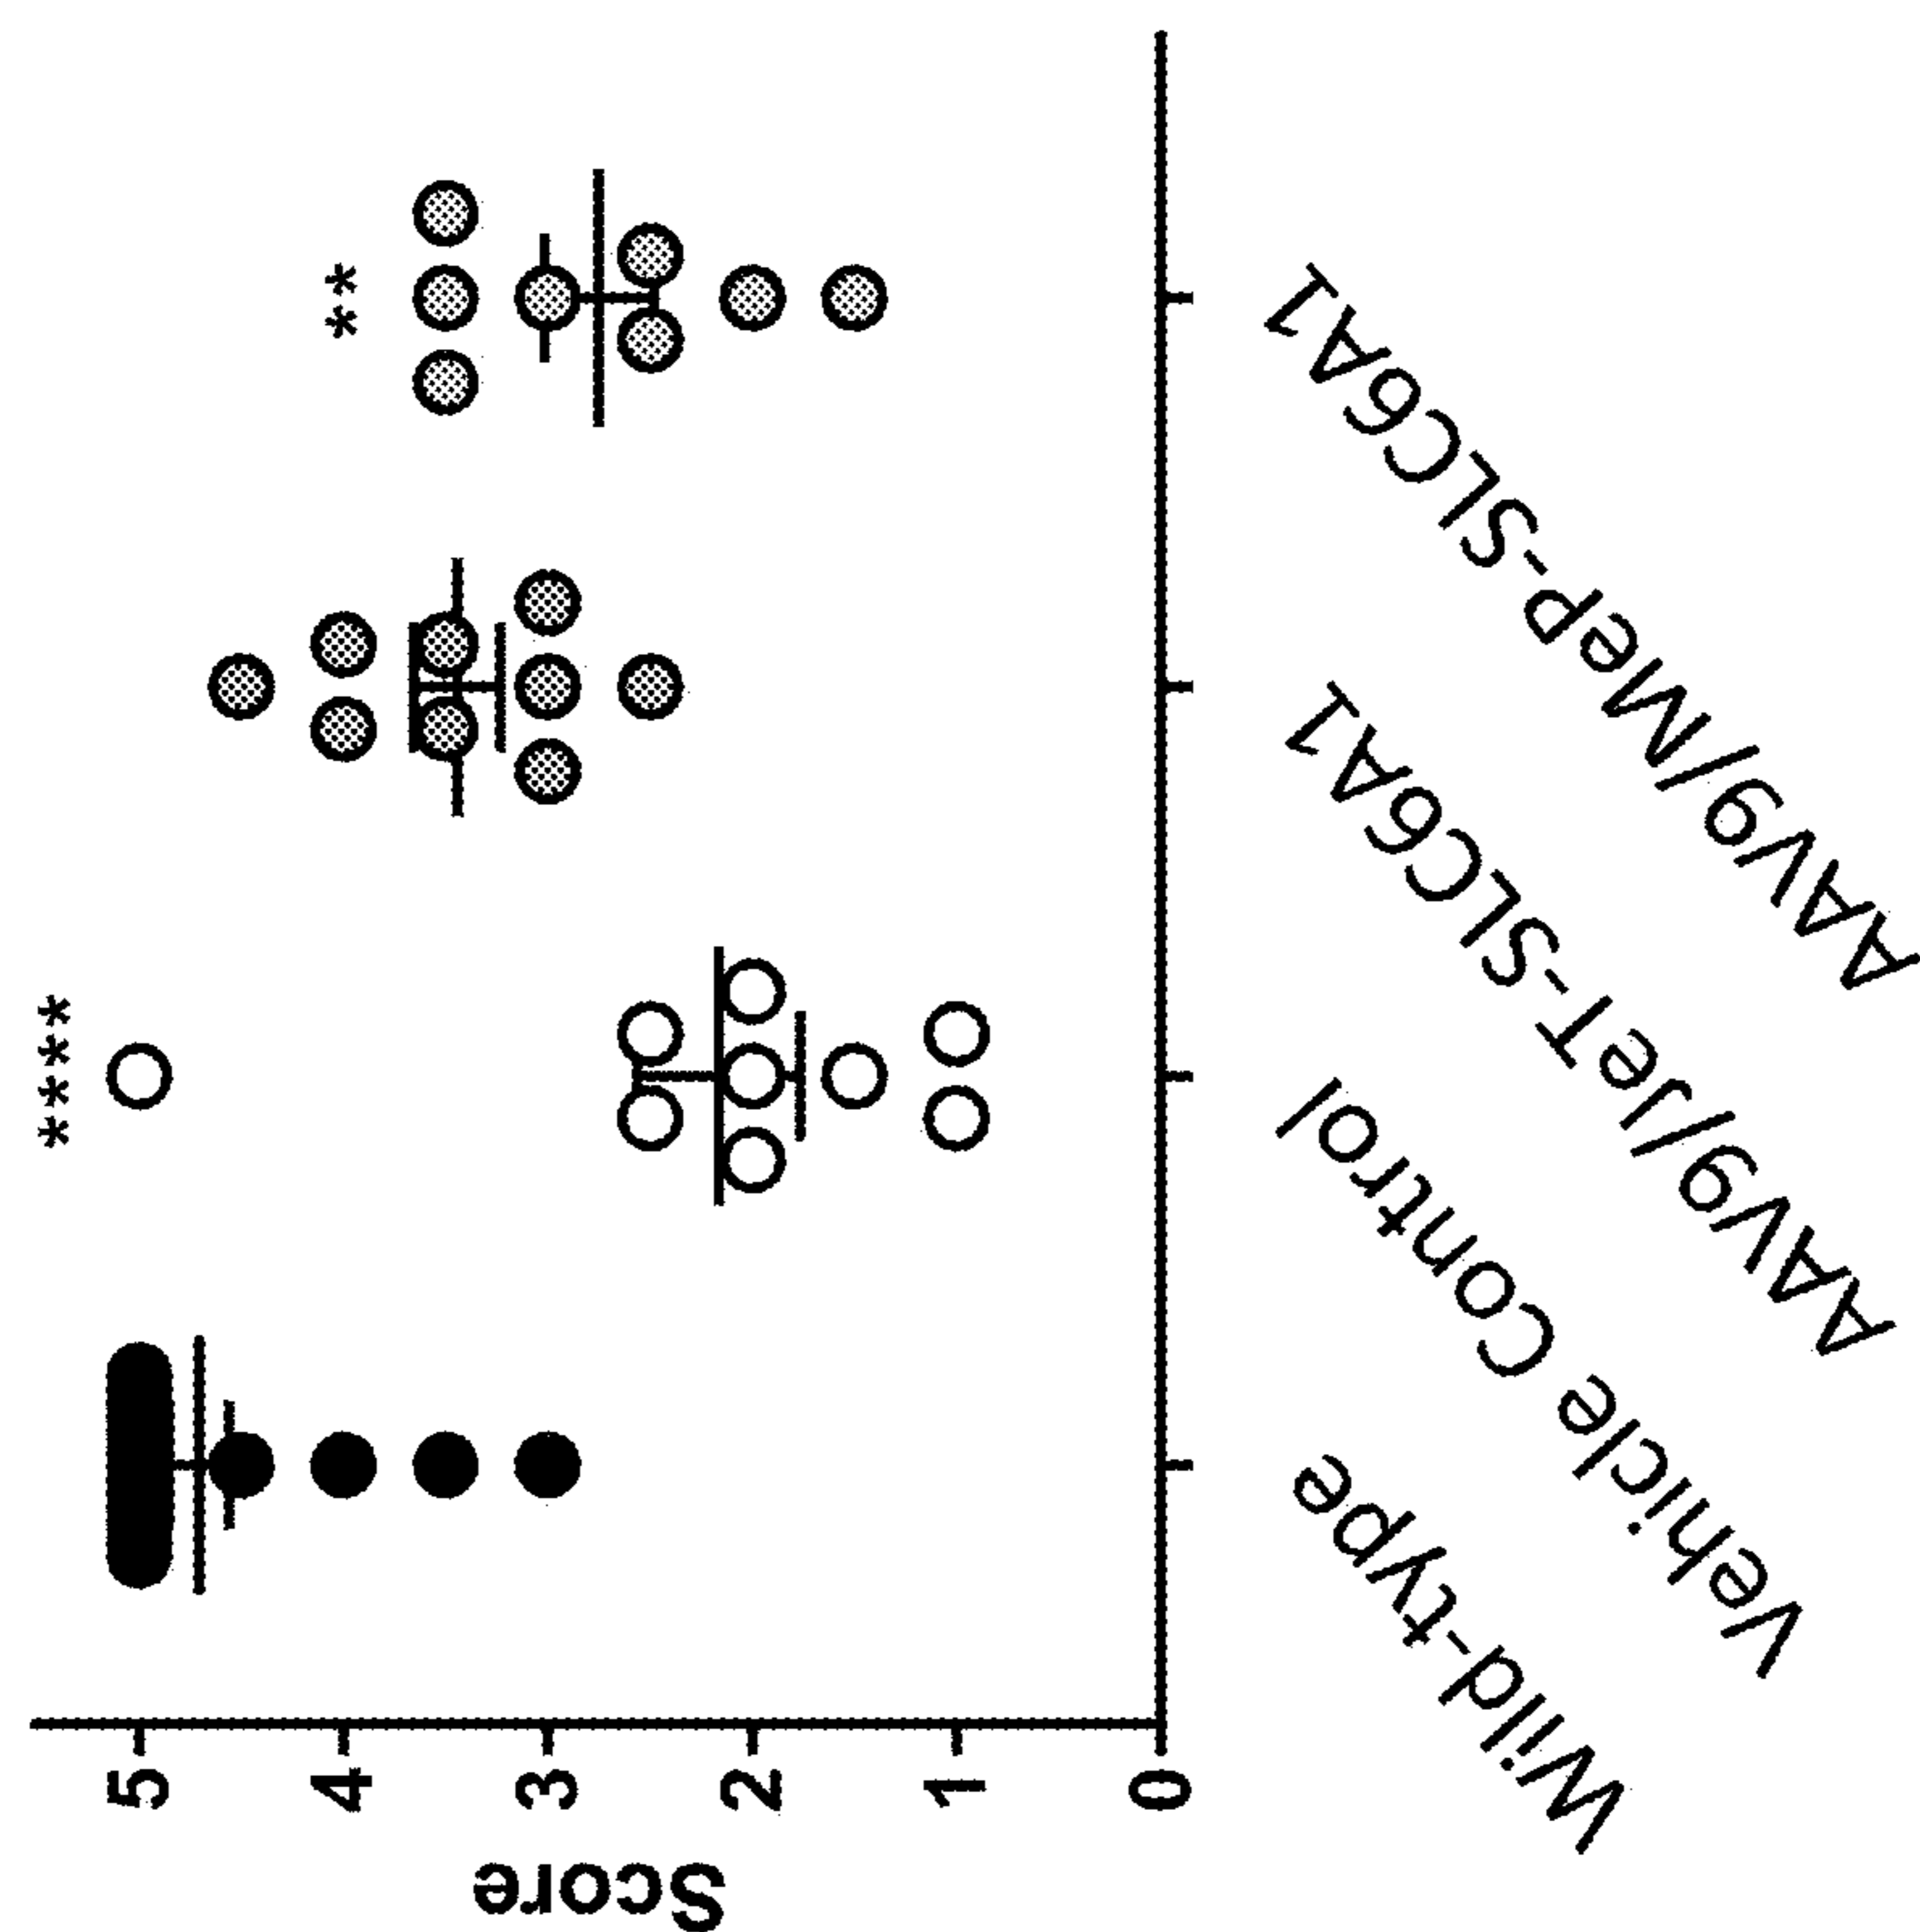 Score
5
4
3
2
1
0
****
**
Wild-type
Vehicle Control
AAV9/JeT-SLC6A1
AAV9/Mep-SLC6A1